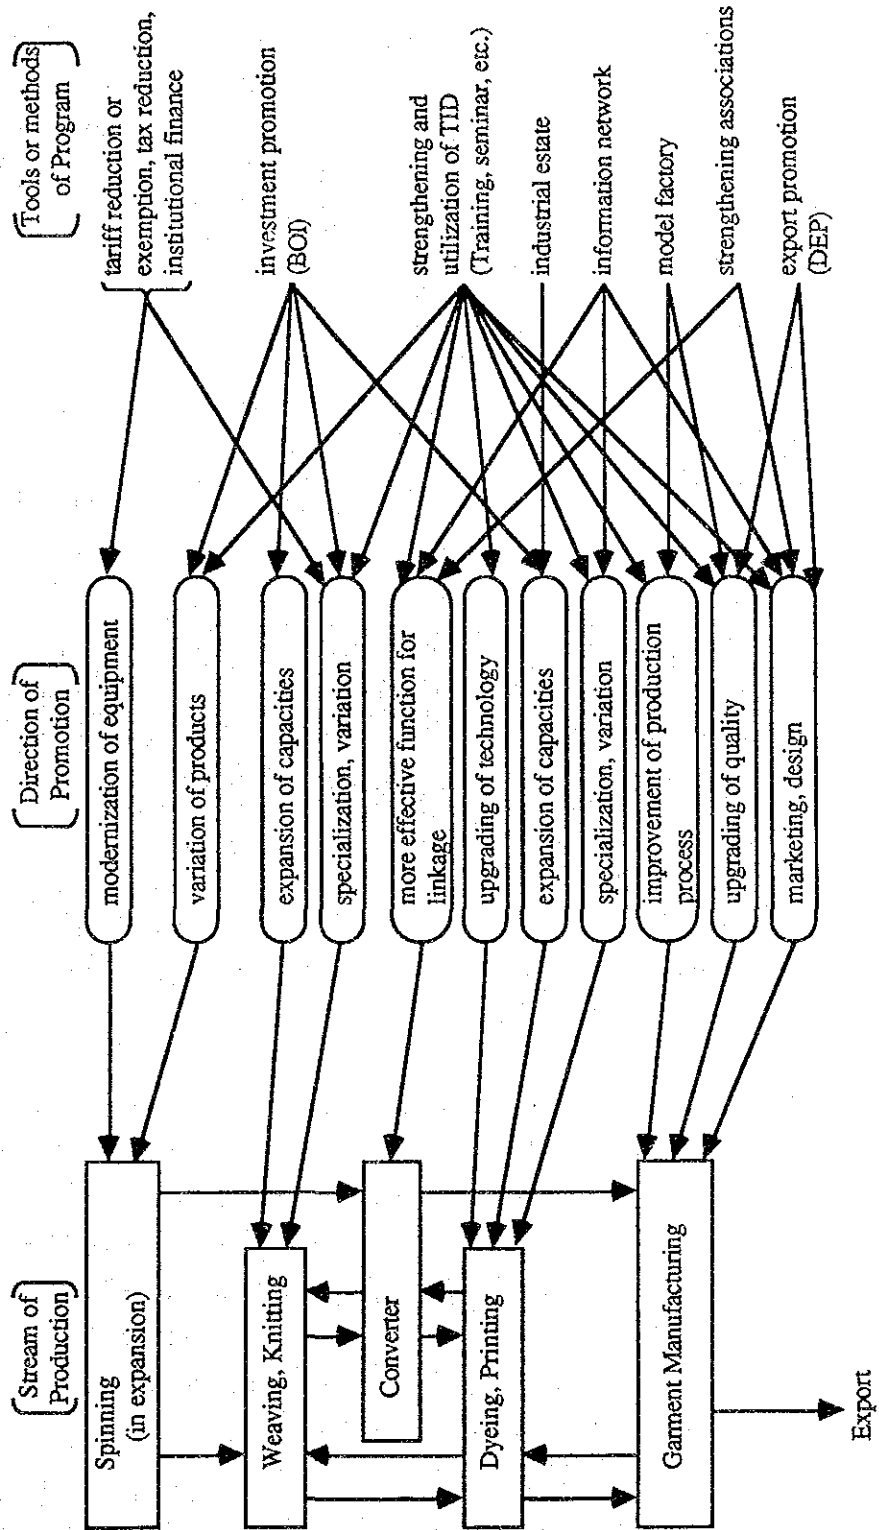 Stream of
Production
Direction of
Promotion
Tools or methods
of Program
Spinning
(in expansion)
Weaving, Knitting
Converter
Dyeing, Printing
Garment Manufacturing
Export
modernization of equipment
variation of products
expansion of capacities
specialization, variation
more effective function for
linkage
upgrading of technology
expansion of capacities
specialization, variation
improvement of production
process
upgrading of quality
marketing, design
tariff reduction or
exemption, tax reduction,
institutional finance
investment promotion
(BOI)
strengthening and
utilization of TID
(Training, seminar, etc.)
industrial estate
information network
model factory
strengthening associations
export promotion
(DEP)